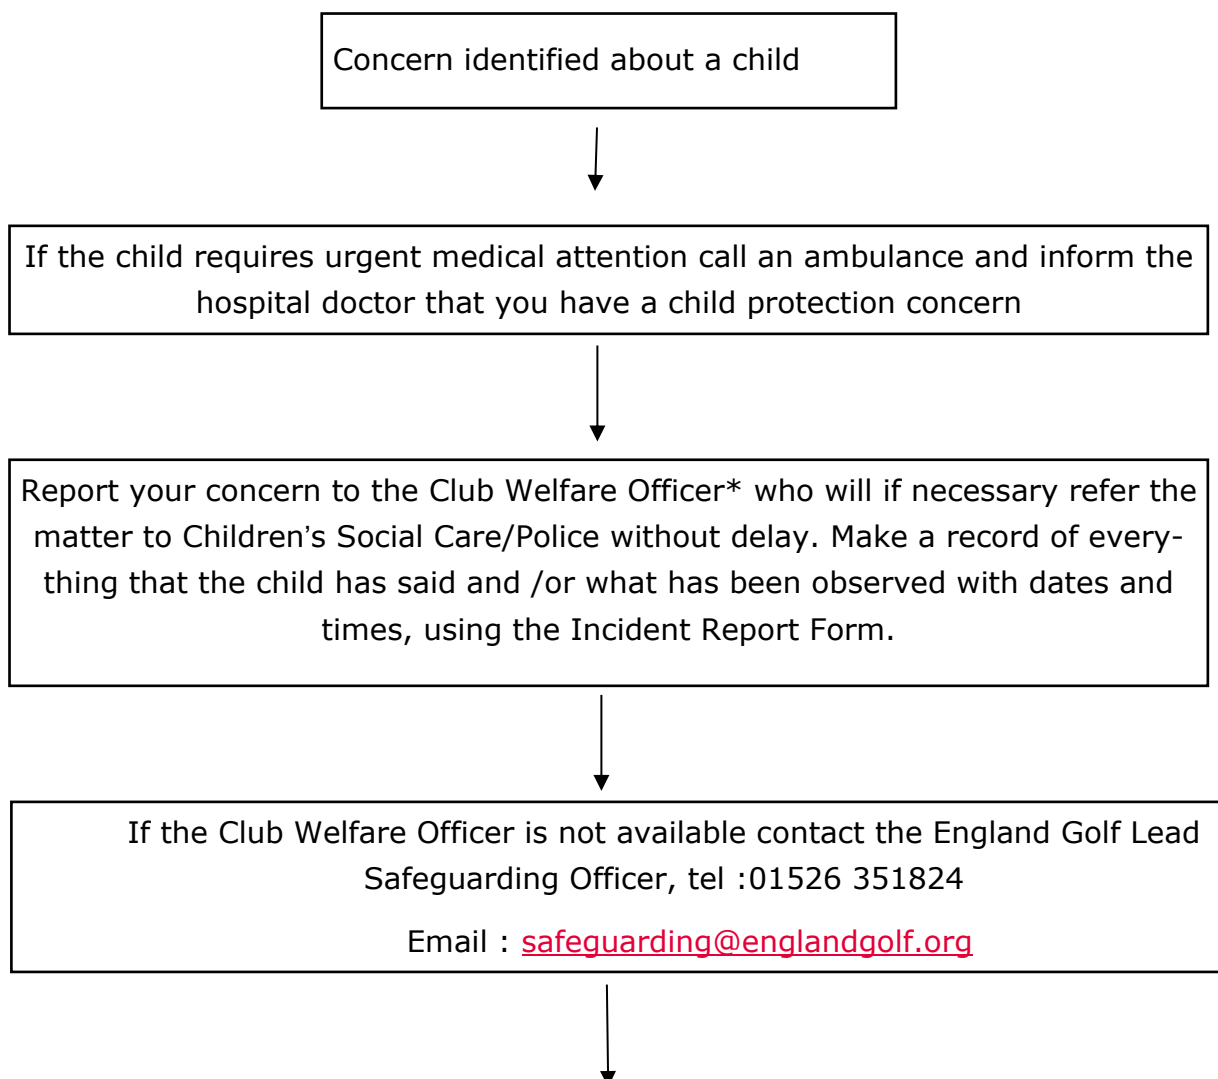 Concern identified about a child
If the child requires urgent medical attention call an ambulance and inform the
hospital doctor that you have a child protection concern
Report your concern to the Club Welfare Officer* who will if necessary refer the
matter to Children’s Social Care/Police without delay. Make a record of every-
thing that the child has said and /or what has been observed with dates and
times, using the Incident Report Form.
If the Club Welfare Officer is not available contact the England Golf Lead
Safeguarding Officer, tel :01526 351824
Email : safeguarding@englandgolf.org